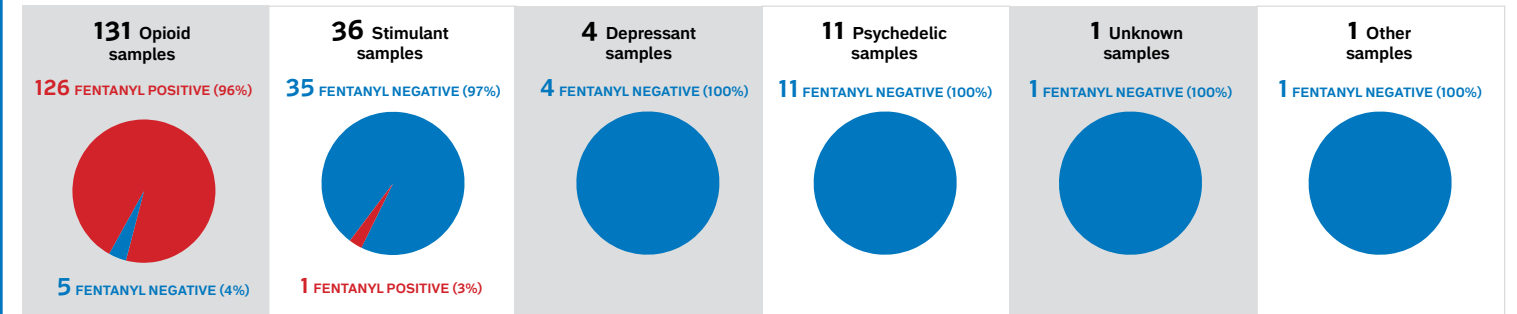 131 Opioid
samples
126 FENTANYL POSITIVE (96%)
5 FENTANYL NEGATIVE (4%)
36 Stimulant
samples
35 FENTANYL NEGATIVE (97%)
1 FENTANYL POSITIVE (3%)
4 Depressant
samples
4 FENTANYL NEGATIVE (100%)
11 Psychedelic
samples
11 FENTANYL NEGATIVE (100%)
1 Unknown
samples
1 FENTANYL NEGATIVE (100%)
1 Other
samples
1 FENTANYL NEGATIVE (100%)